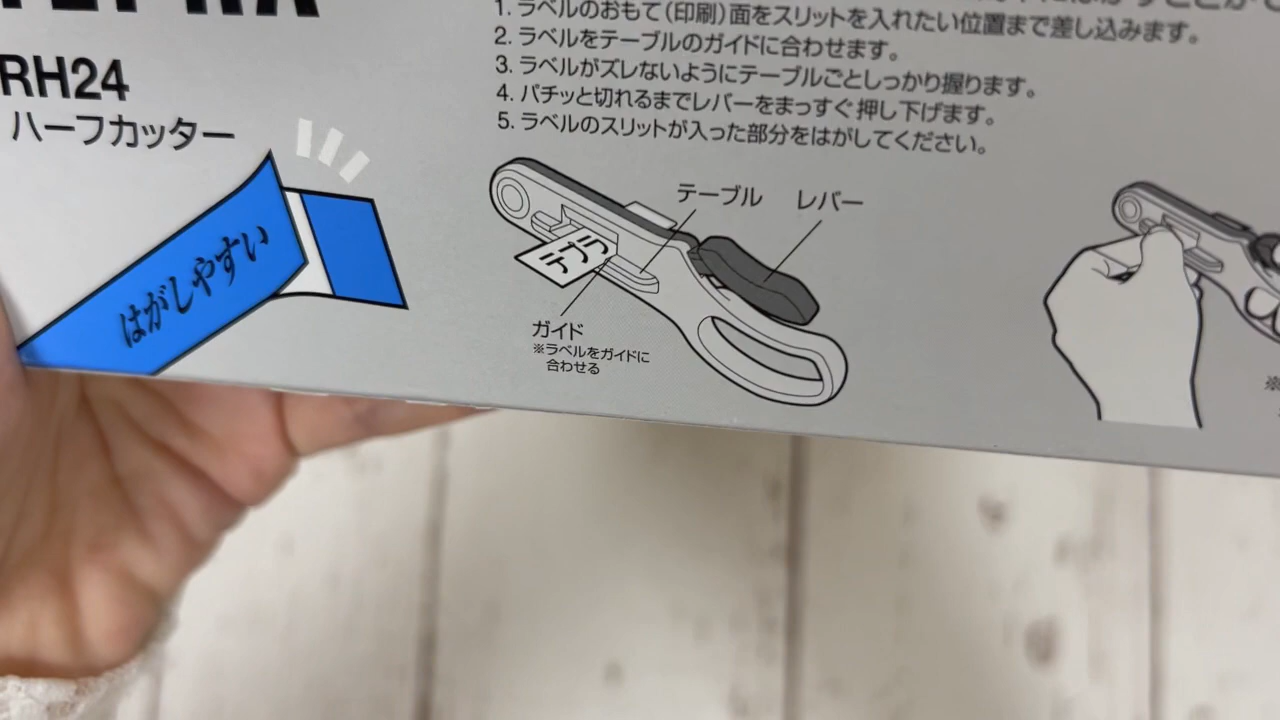 RH24
ハーフカッター
はがしやすい
1. ラベルのおもて（印刷）面をスリットを入れたい位置まで差し込みます。
2. ラベルをテーブルのガイドに合わせます。
3. ラベルがズレないようにテーブルごとしっかり握ります。
4. パチッと切れるまでレバーをまっすぐ押し下げます。
5. ラベルのスリットが入った部分をはがしてください。
テーブル
レバー
テプラ
ガイド
※ラベルをガイドに
合わせる
※